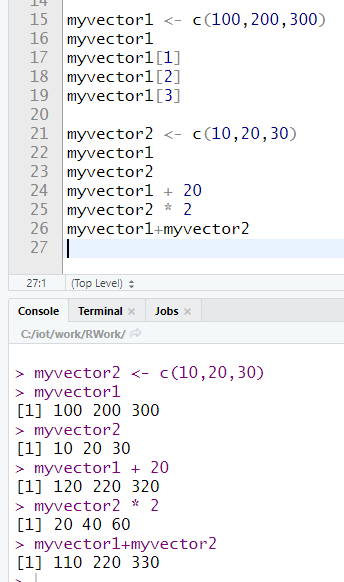 15 myvector1 <- c(100,200,300)
16 myvector1
17 myvector1[1]
18 myvector1[2]
19 myvector1[3]
20
21 myvector2 <- c(10,20,30)
22 myvector1
23 myvector2
24 myvector1 + 20
25 myvector2 * 2
26 myvector1+myvector2
27
27:1 (Top Level)
Console Terminal × Jobs ×
C:/iot/work/RWork/
> myvector2 <- c(10,20,30)
> myvector1
[1] 100 200 300
> myvector2
[1] 10 20 30
> myvector1 + 20
[1] 120 220 320
> myvector2 * 2
[1] 20 40 60
> myvector1+myvector2
[1] 110 220 330
>